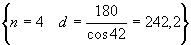 {n = 4 d = 180/cos 42 = 242,2}